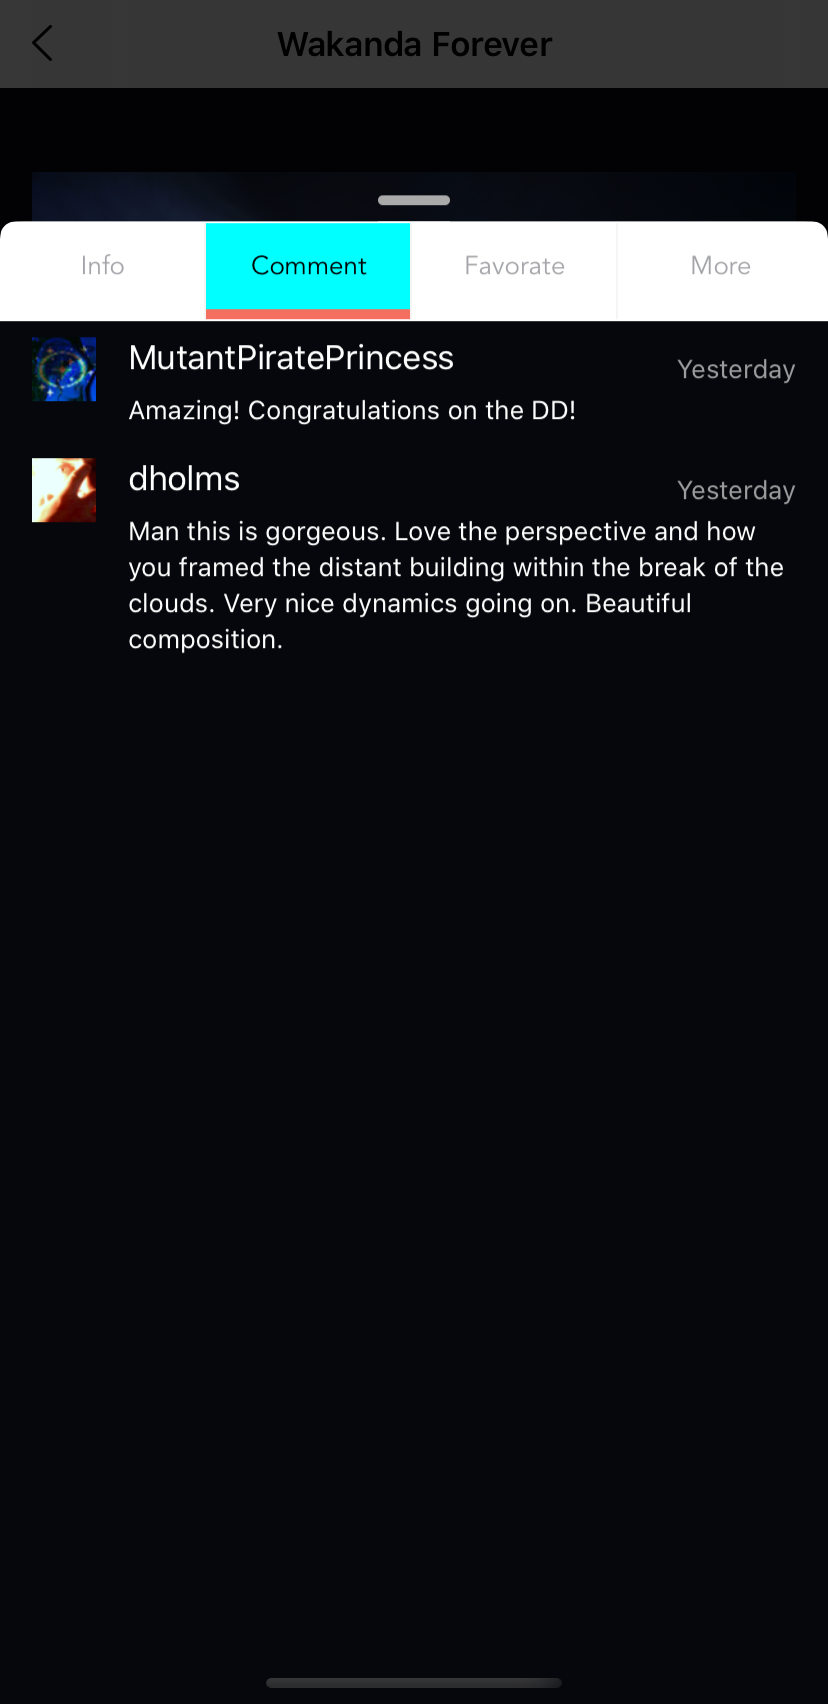 Wakanda Forever
Info
Comment
Favorate
More
MutantPiratePrincess
Yesterday
Amazing! Congratulations on the DD!
dholms
Yesterday
Man this is gorgeous. Love the perspective and how
you framed the distant building within the break of the
clouds. Very nice dynamics going on. Beautiful
composition.